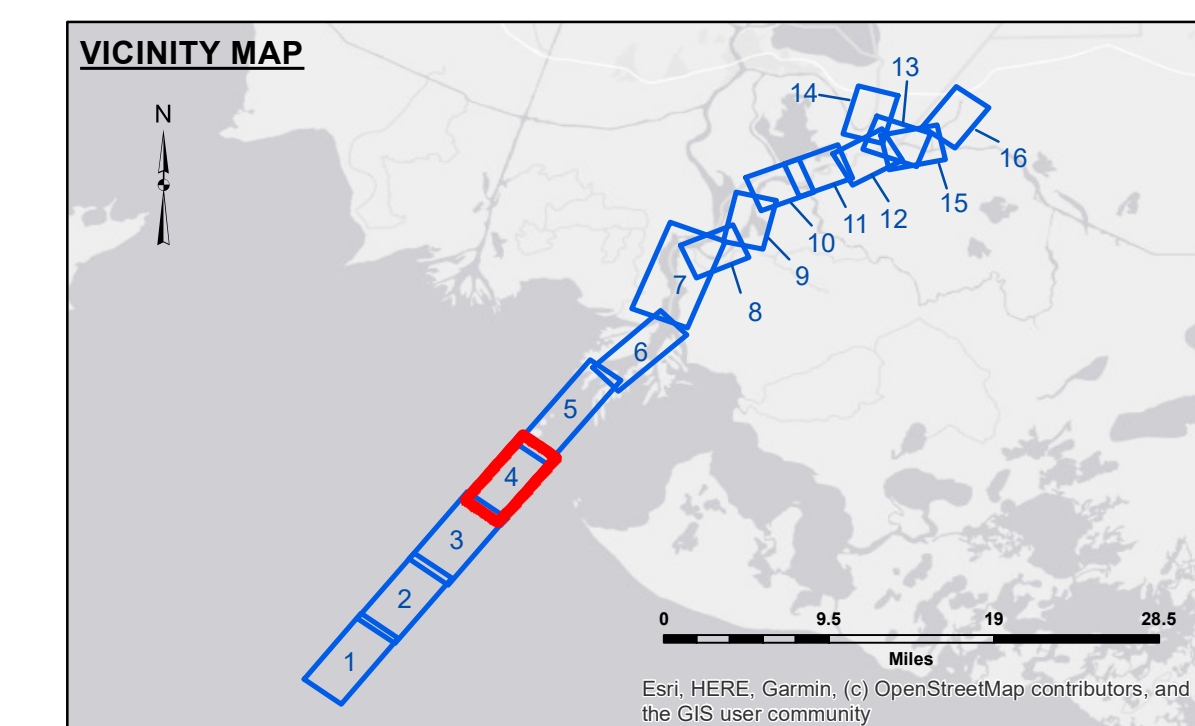 VICINITY MAP
N
13
14
16
15
12
11
10
9
7
8
6
5
4
3
2
1
0 9.5 19 28.5
Miles
Esri, HERE, Garmin, (c) OpenStreetMap contributors, and
the GIS user community